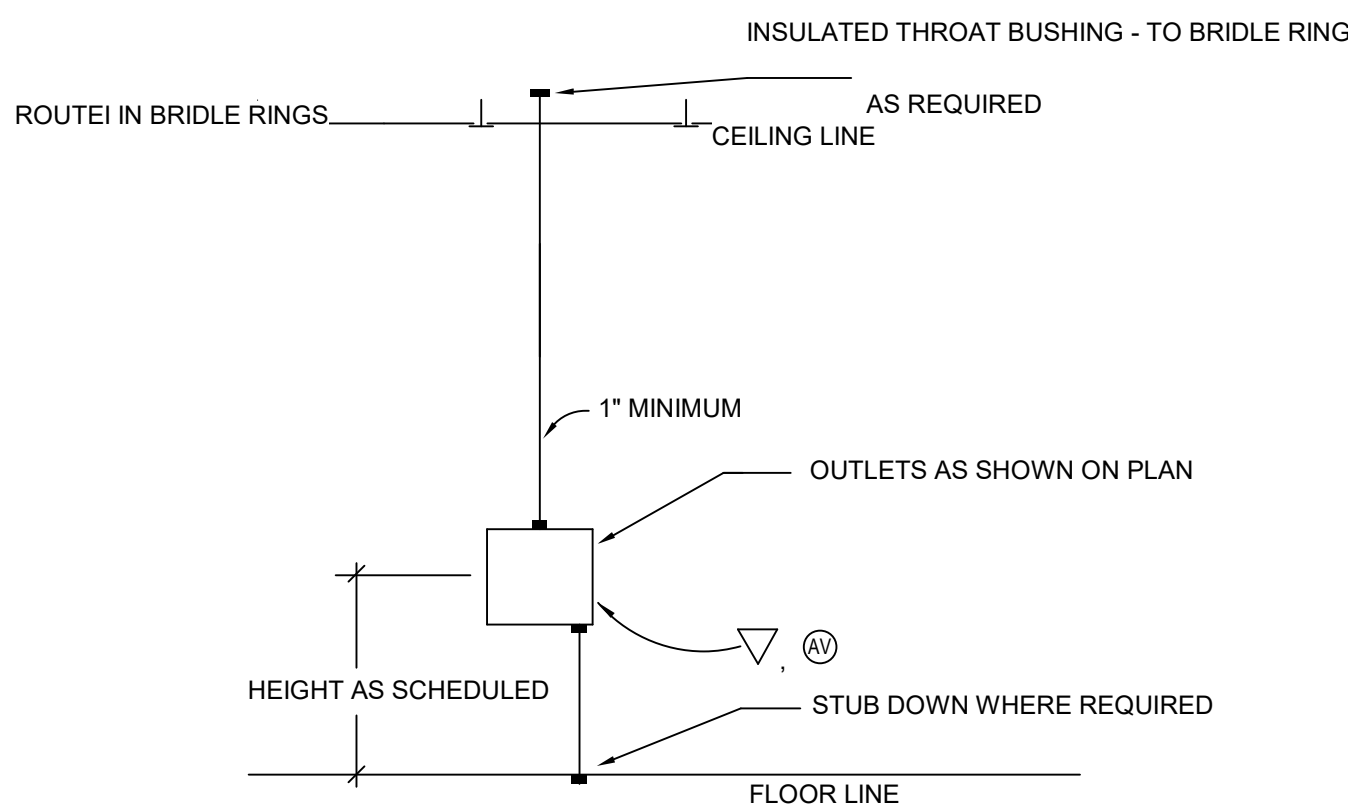 INSULATED THROAT BUSHING - TO BRIDLE RING
AS REQUIRED
ROUTEI IN BRIDLE RINGS
CEILING LINE
1" MINIMUM
OUTLETS AS SHOWN ON PLAN
, AV
HEIGHT AS SCHEDULED
STUB DOWN WHERE REQUIRED
FLOOR LINE